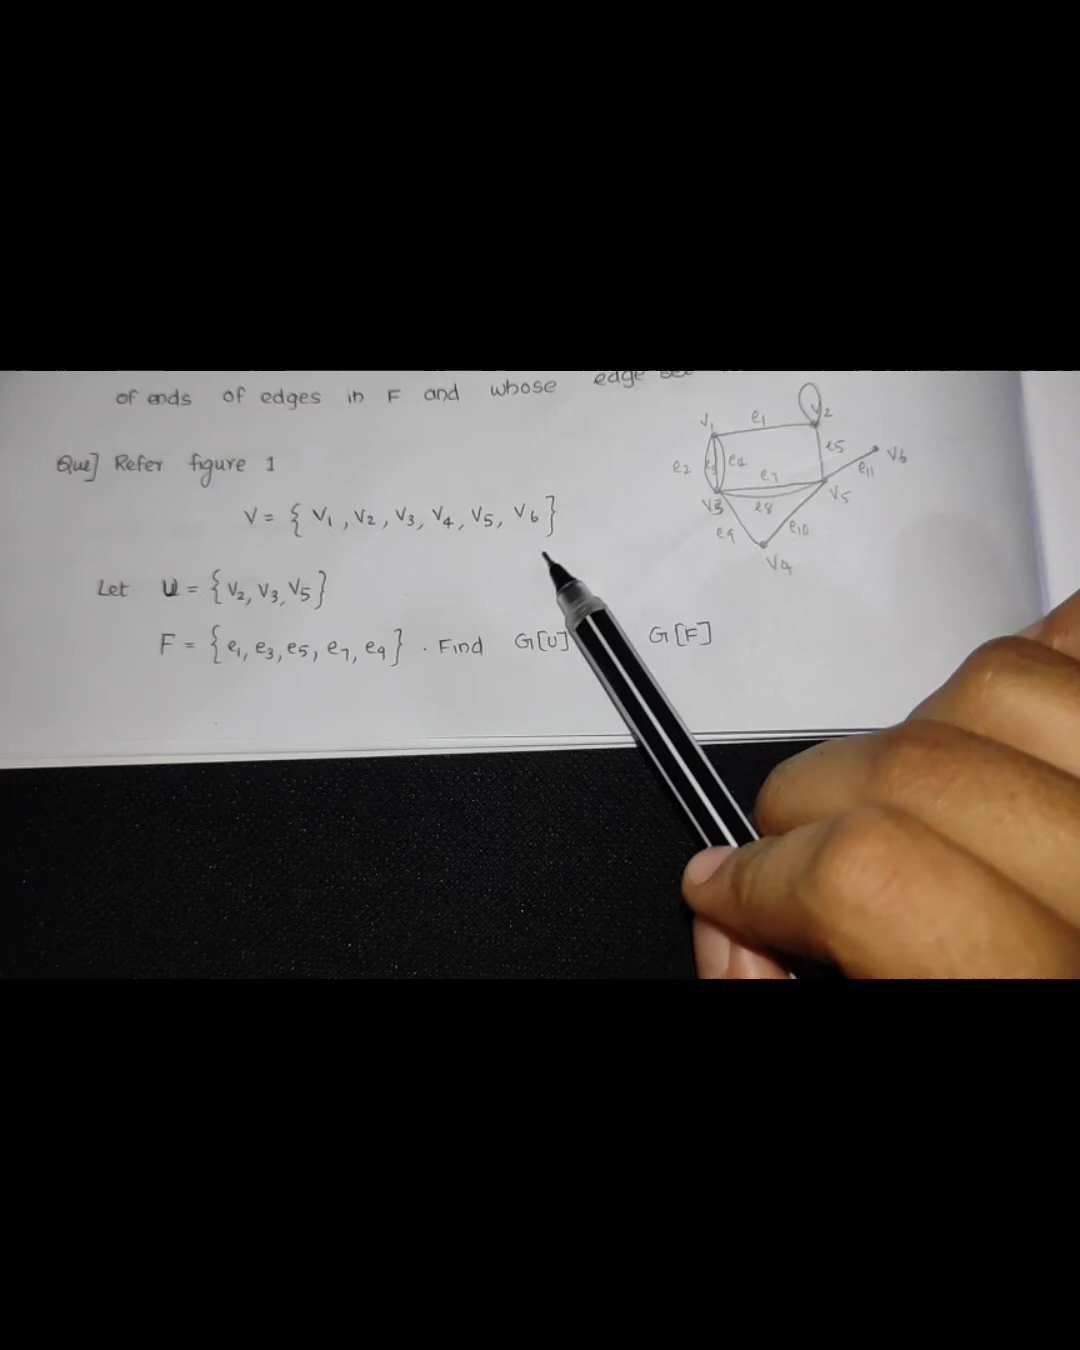 of ends of edges in F and whose edge set
Que] Refer figure 1
V = { V1, V2, V3, V4, V5, V6 }
Let U = { V2, V3, V5 }
F = { e1, e3, e5, e7, e9 } . Find G[U] G[F]
V1 e1 V2
e5
e2 e7 e11 V6
V3 e8 V5
e9 e10
V4